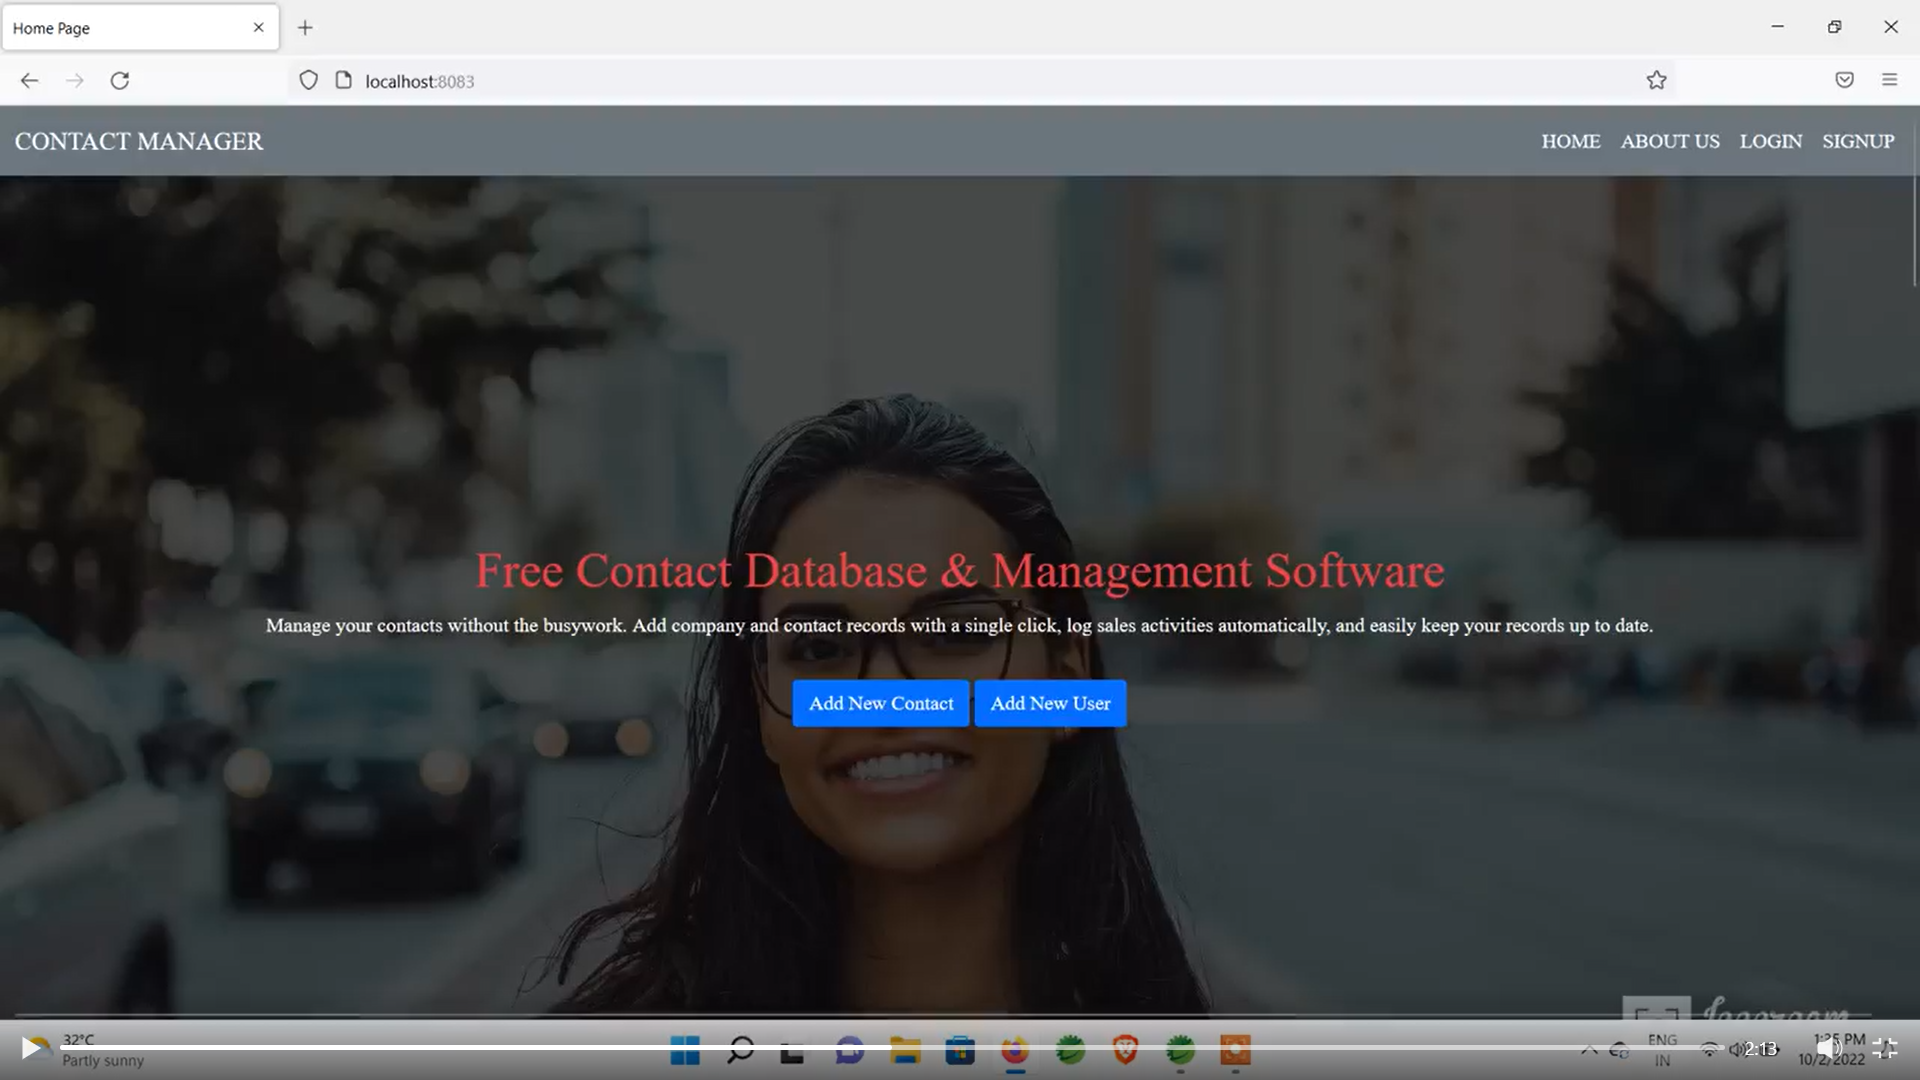 Home Page
localhost:8083
CONTACT MANAGER
HOME ABOUT US LOGIN SIGNUP
Free Contact Database & Management Software
Manage your contacts without the busywork. Add company and contact records with a single click, log sales activities automatically, and easily keep your records up to date.
Add New Contact Add New User
32°C
Partly sunny
ENG
IN
2:13
PM
10/2/2022